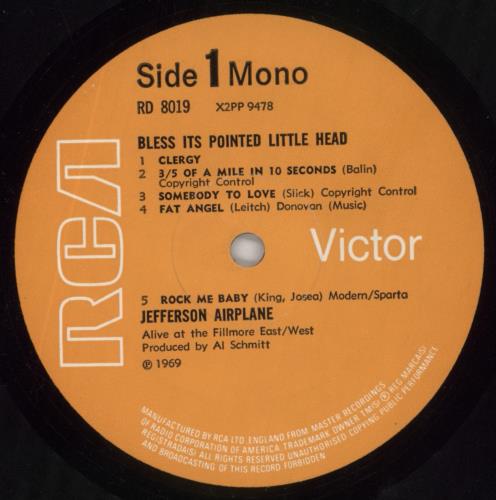 Side 1 Mono
RD 8019 X2PP 9478
BLESS ITS POINTED LITTLE HEAD
1 CLERGY
2 3/5 OF A MILE IN 10 SECONDS (Balin)
Copyright Control
3 SOMEBODY TO LOVE (Slick) Copyright Control
4 FAT ANGEL (Leitch) Donovan (Music)
RCA
Victor
5 ROCK ME BABY (King, Josea) Modern/Sparta
JEFFERSON AIRPLANE
Alive at the Fillmore East/West
Produced by Al Schmitt
℗ 1969
MANUFACTURED BY RCA LTD. ENGLAND FROM MASTER RECORDINGS
OF RADIO CORPORATION OF AMERICA TRADEMARK OWNER TM(S) ® REG MARCA(S)
REGISTRADA(S) ALL RIGHTS RESERVED UNAUTHORISED COPYING PUBLIC PERFORMANCE
AND BROADCASTING OF THIS RECORD FORBIDDEN